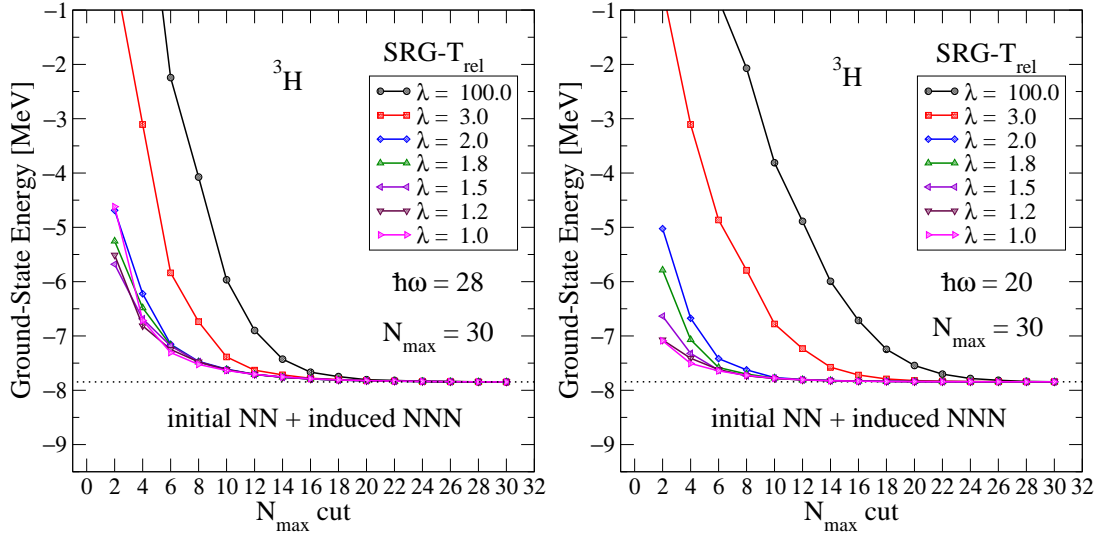 Ground-State Energy [MeV]
−1
−2
−3
−4
−5
−6
−7
−8
−9
³H
SRG-T_rel
λ = 100.0
λ = 3.0
λ = 2.0
λ = 1.8
λ = 1.5
λ = 1.2
λ = 1.0
ħω = 28
N_max = 30
initial NN + induced NNN
0 2 4 6 8 10 12 14 16 18 20 22 24 26 28 30 32
N_max cut
Ground-State Energy [MeV]
−1
−2
−3
−4
−5
−6
−7
−8
−9
³H
SRG-T_rel
λ = 100.0
λ = 3.0
λ = 2.0
λ = 1.8
λ = 1.5
λ = 1.2
λ = 1.0
ħω = 20
N_max = 30
initial NN + induced NNN
0 2 4 6 8 10 12 14 16 18 20 22 24 26 28 30 32
N_max cut